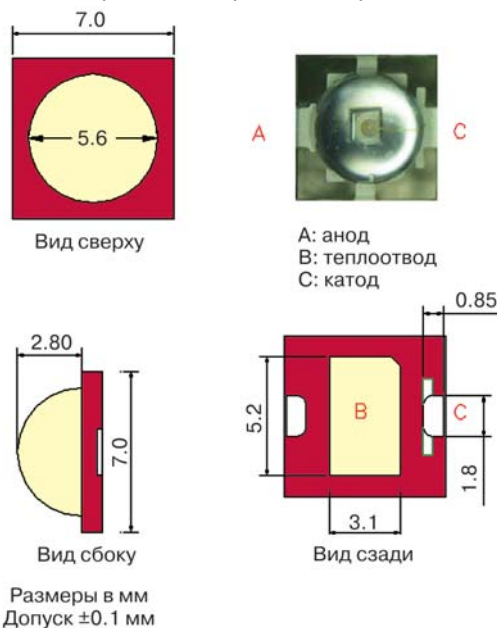 7.0
5.6
A
C
Вид сверху
A: анод
B: теплоотвод
C: катод
0.85
2.80
7.0
5.2
B
C
1.8
3.1
Вид сбоку
Вид сзади
Размеры в мм
Допуск ±0.1 мм